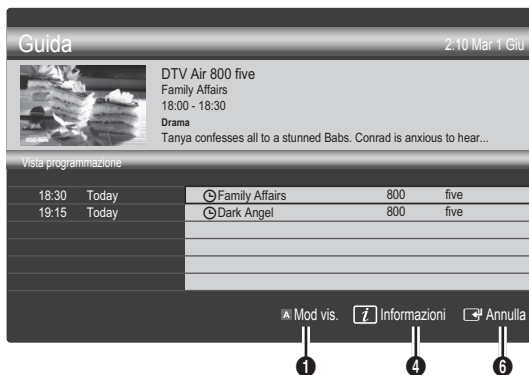 Guida 2:10 Mar 1 Giu
DTV Air 800 five
Family Affairs
18:00 - 18:30
Drama
Tanya confesses all to a stunned Babs. Conrad is anxious to hear...
800 five
Vista programmazione
18:30 Today Family Affairs 800 five
19:15 Today Dark Angel 800 five
A Mod vis. i Informazioni Annulla
1 4 6